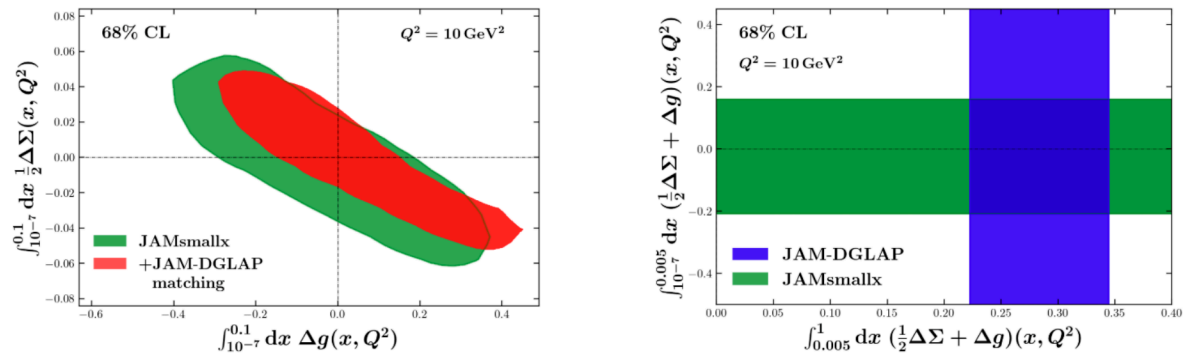 68% CL
Q² = 10 GeV²
0.08
0.06
0.04
0.02
0.00
−0.02
−0.04
−0.06
−0.08
∫_{10⁻⁷}^{0.1} dx ½ΔΣ(x, Q²)
JAMsmallx
+JAM-DGLAP
matching
−0.6
−0.4
−0.2
0.0
0.2
0.4
∫_{10⁻⁷}^{0.1} dx Δg(x, Q²)
68% CL
Q² = 10 GeV²
0.4
0.2
0.0
−0.2
−0.4
∫_{10⁻⁷}^{0.005} dx (½ΔΣ + Δg)(x, Q²)
JAM-DGLAP
JAMsmallx
0.00
0.05
0.10
0.15
0.20
0.25
0.30
0.35
0.40
∫_{0.005}^{1} dx (½ΔΣ + Δg)(x, Q²)